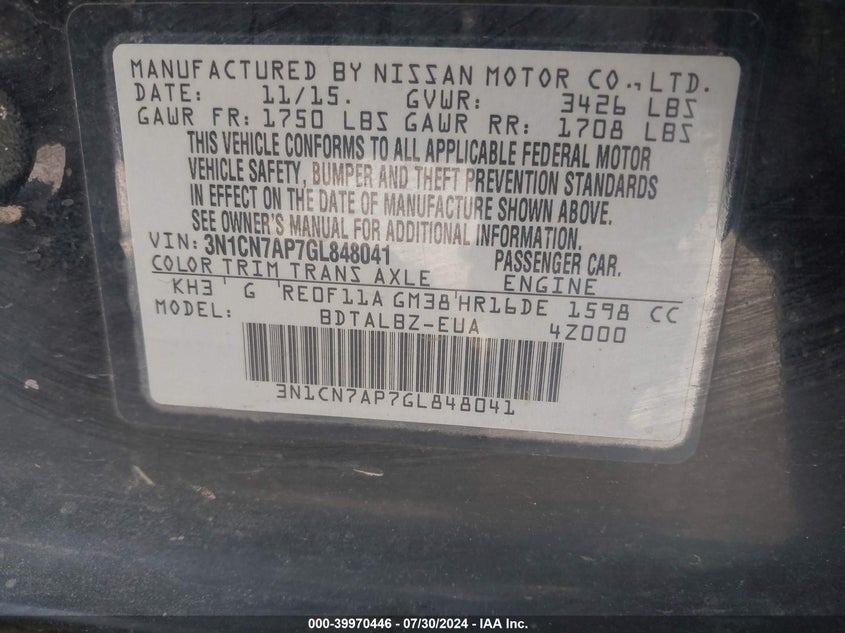 MANUFACTURED BY NISSAN MOTOR CO., LTD.
DATE: 11/15. GVWR: 3426 LBS
GAWR FR: 1750 LBS GAWR RR: 1708 LBS
THIS VEHICLE CONFORMS TO ALL APPLICABLE FEDERAL MOTOR
VEHICLE SAFETY, BUMPER AND THEFT PREVENTION STANDARDS
IN EFFECT ON THE DATE OF MANUFACTURE SHOWN ABOVE.
SEE OWNER'S MANUAL FOR ADDITIONAL INFORMATION.
VIN: 3N1CN7AP7GL848041 PASSENGER CAR.
COLOR TRIM TRANS AXLE ENGINE
KH3 ' G 'RE0F11A GM38'HR16DE 1598 CC
MODEL: BDTALBZ-EUA 4Z000
3N1CN7AP7GL848041
000-39970446 | 07/30/2024 - IAA Inc.